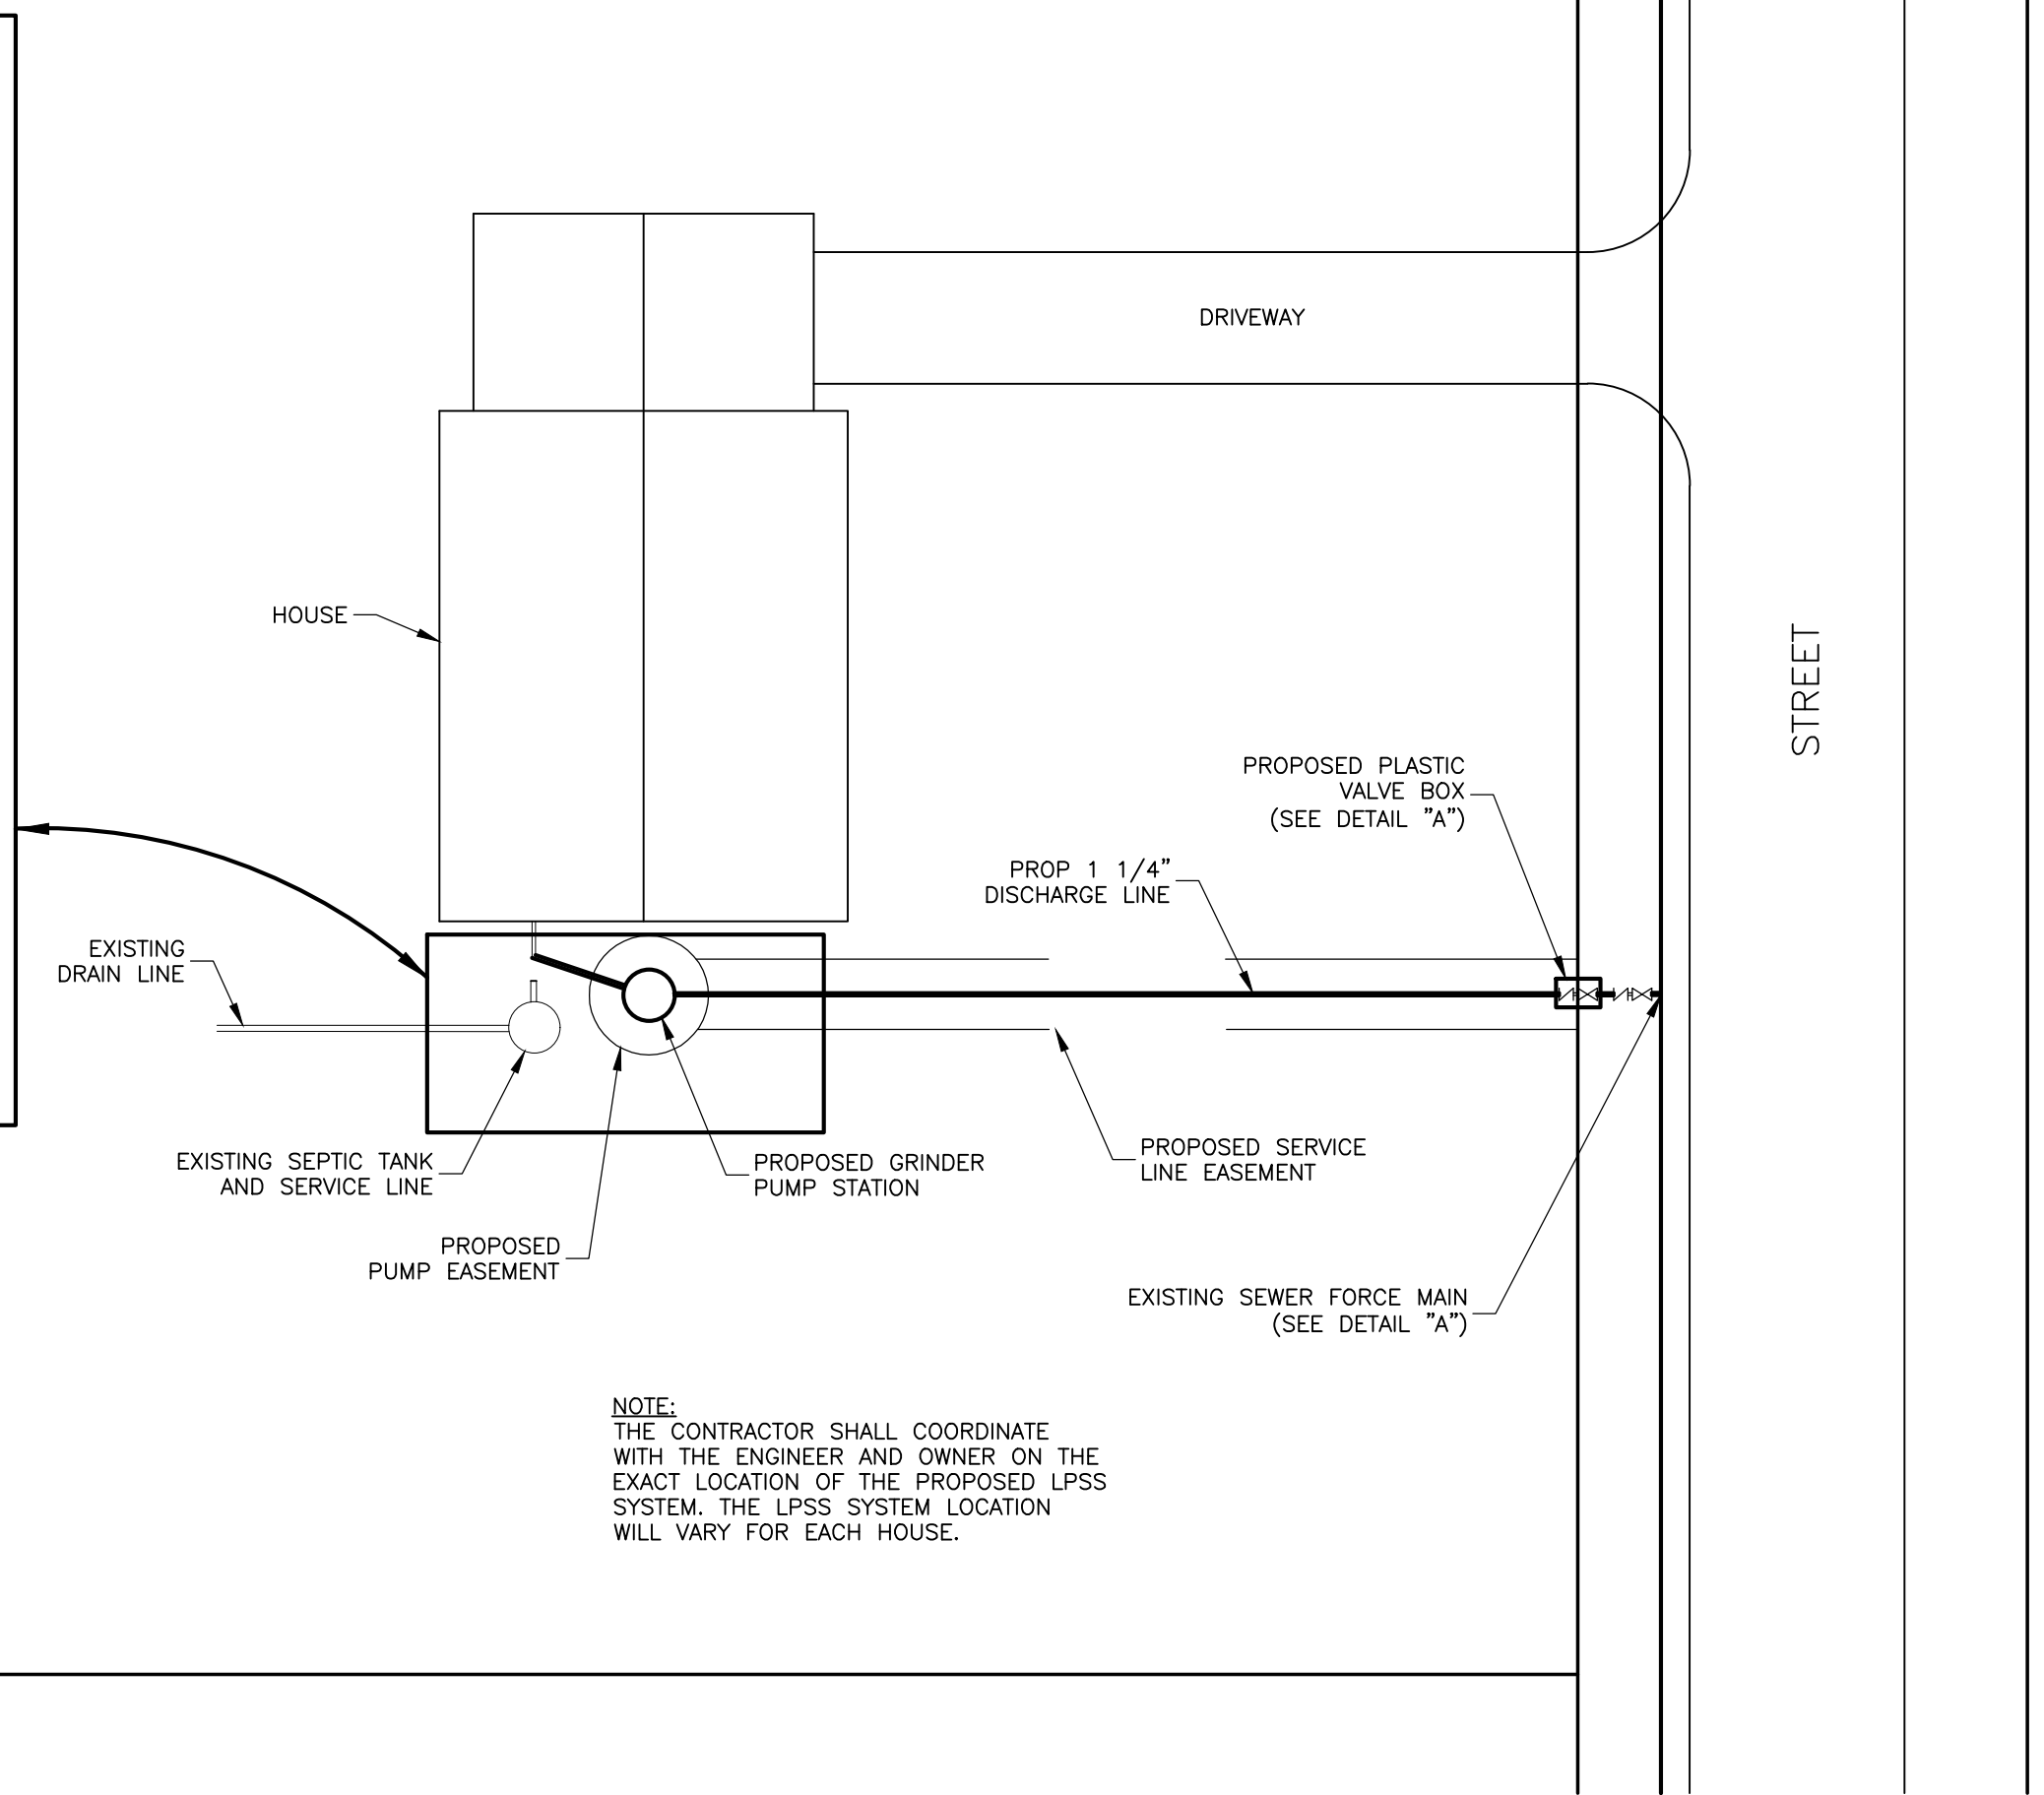 DRIVEWAY
HOUSE
STREET
PROPOSED PLASTIC
VALVE BOX
(SEE DETAIL "A")
PROP 1 1/4"
DISCHARGE LINE
EXISTING
DRAIN LINE
EXISTING SEPTIC TANK
AND SERVICE LINE
PROPOSED GRINDER
PUMP STATION
PROPOSED SERVICE
LINE EASEMENT
PROPOSED
PUMP EASEMENT
EXISTING SEWER FORCE MAIN
(SEE DETAIL "A")
NOTE:
THE CONTRACTOR SHALL COORDINATE
WITH THE ENGINEER AND OWNER ON THE
EXACT LOCATION OF THE PROPOSED LPSS
SYSTEM. THE LPSS SYSTEM LOCATION
WILL VARY FOR EACH HOUSE.